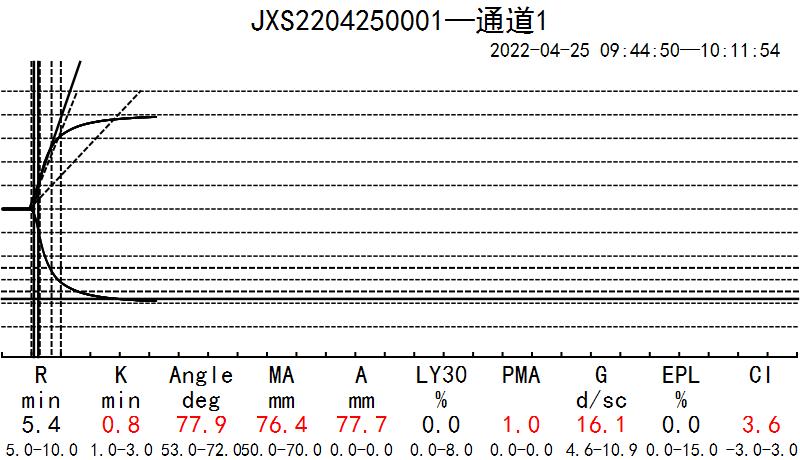 JXS2204250001—通道1
2022-04-25 09:44:50—10:11:54
R K Angle MA A LY30 PMA G EPL CI
min min deg mm mm % d/sc %
5.4 0.8 77.9 76.4 77.7 0.0 1.0 16.1 0.0 3.6
5.0-10.0 1.0-3.0 53.0-72.0 50.0-70.0 0.0-0.0 0.0-8.0 0.0-0.0 4.6-10.9 0.0-15.0 -3.0-3.0